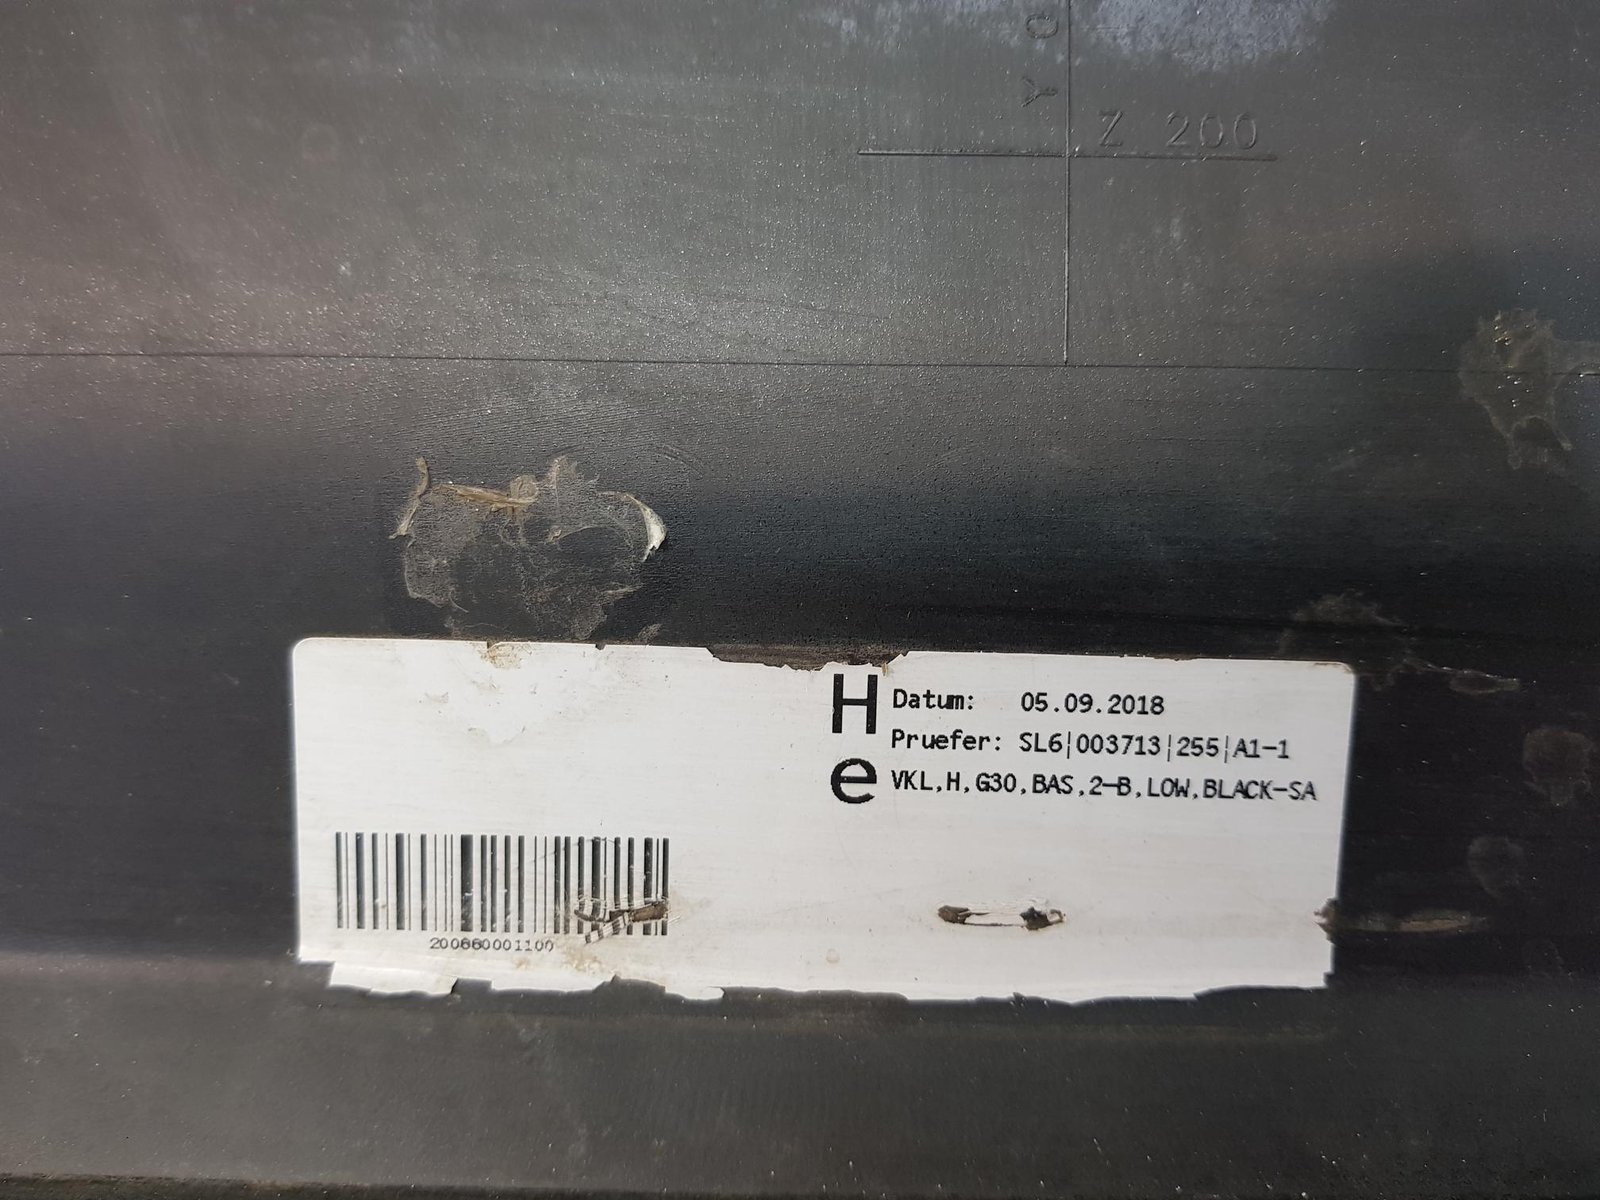 Y 0
Z 200
H
e
Datum: 05.09.2018
Pruefer: SL6|003713|255|A1-1
VKL,H,G30,BAS,2-B,LOW,BLACK-SA
200660001100